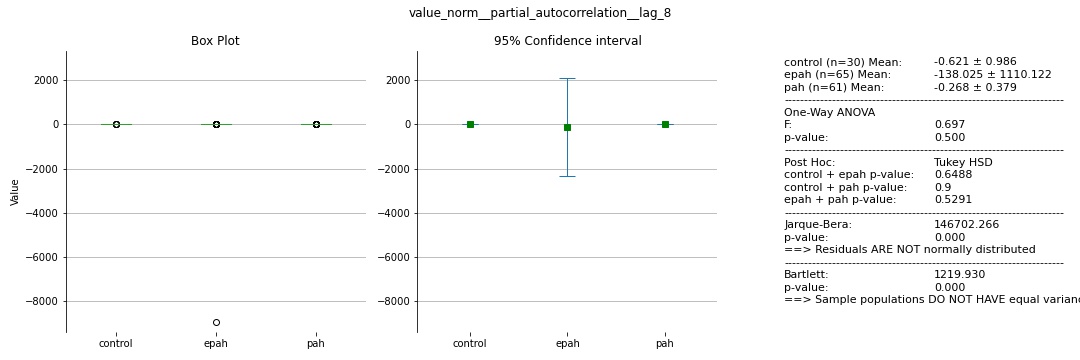 value_norm__partial_autocorrelation__lag_8
Box Plot
2000
0
−2000
−4000
−6000
−8000
Value
control
epah
pah
95% Confidence interval
2000
0
−2000
−4000
−6000
−8000
control
epah
pah
control (n=30) Mean: -0.621 ± 0.986
epah (n=65) Mean: -138.025 ± 1110.122
pah (n=61) Mean: -0.268 ± 0.379
One-Way ANOVA
F: 0.697
p-value: 0.500
Post Hoc: Tukey HSD
control + epah p-value: 0.6488
control + pah p-value: 0.9
epah + pah p-value: 0.5291
Jarque-Bera: 146702.266
p-value: 0.000
==> Residuals ARE NOT normally distributed
Bartlett: 1219.930
p-value: 0.000
==> Sample populations DO NOT HAVE equal varianc